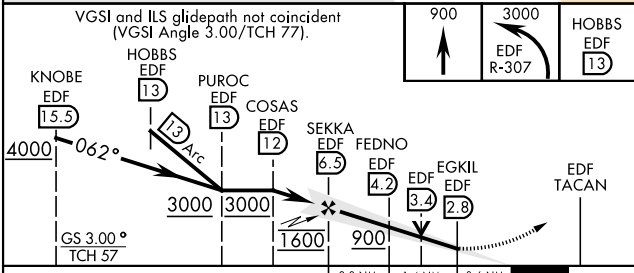 VGSI and ILS glidepath not coincident
(VGSI Angle 3.00/TCH 77).
900
3000
EDF
R-307
HOBBS
EDF
13
KNOBE
EDF
15.5
HOBBS
EDF
13
PUROC
EDF
13
COSAS
EDF
12
SEKKA
EDF
6.5
FEDNO
EDF
4.2
EDF
3.4
EGKIL
EDF
2.8
EDF
TACAN
4000
062°
13 Arc
3000
3000
1600
900
GS 3.00°
TCH 57